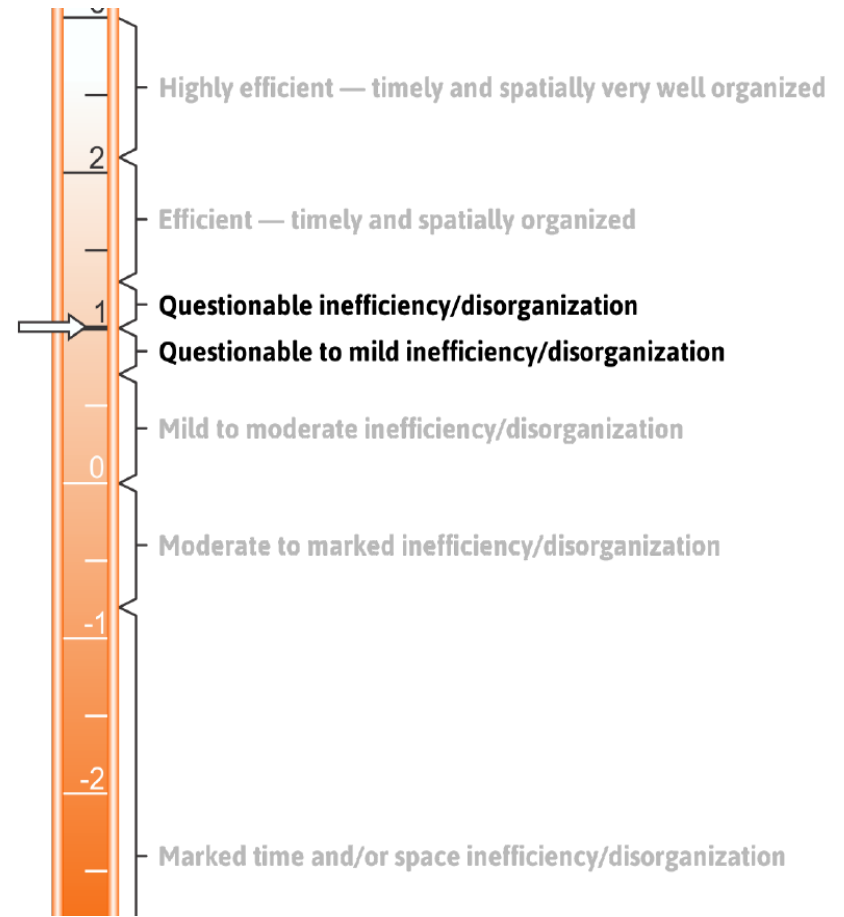 Highly efficient — timely and spatially very well organized
2
Efficient — timely and spatially organized
1
Questionable inefficiency/disorganization
Questionable to mild inefficiency/disorganization
Mild to moderate inefficiency/disorganization
0
Moderate to marked inefficiency/disorganization
-1
-2
Marked time and/or space inefficiency/disorganization